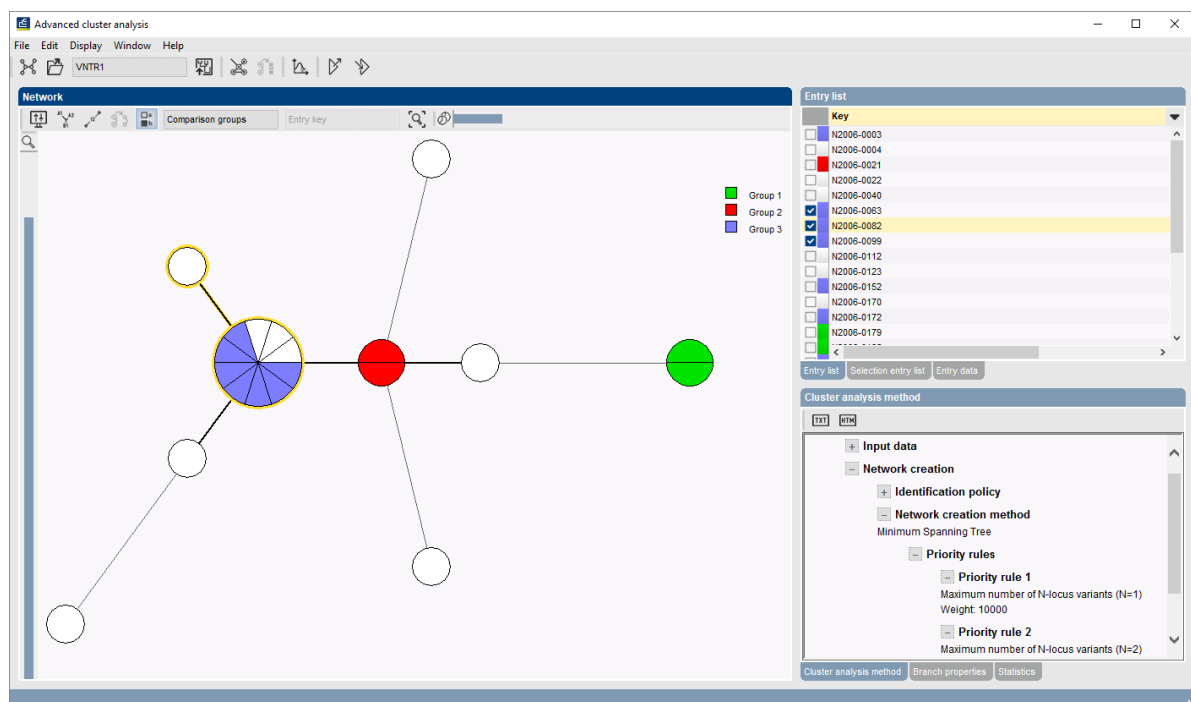 Advanced cluster analysis
File Edit Display Window Help
VNTR1
Network
Comparison groups
Entry key
Group 1
Group 2
Group 3
Entry list
Key
N2006-0003
N2006-0004
N2006-0021
N2006-0022
N2006-0040
N2006-0063
N2006-0082
N2006-0099
N2006-0112
N2006-0123
N2006-0152
N2006-0170
N2006-0172
N2006-0179
Entry list Selection entry list Entry data
Cluster analysis method
TXT HTM
Input data
Network creation
Identification policy
Network creation method
Minimum Spanning Tree
Priority rules
Priority rule 1
Maximum number of N-locus variants (N=1)
Weight: 10000
Priority rule 2
Maximum number of N-locus variants (N=2)
Cluster analysis method Branch properties Statistics